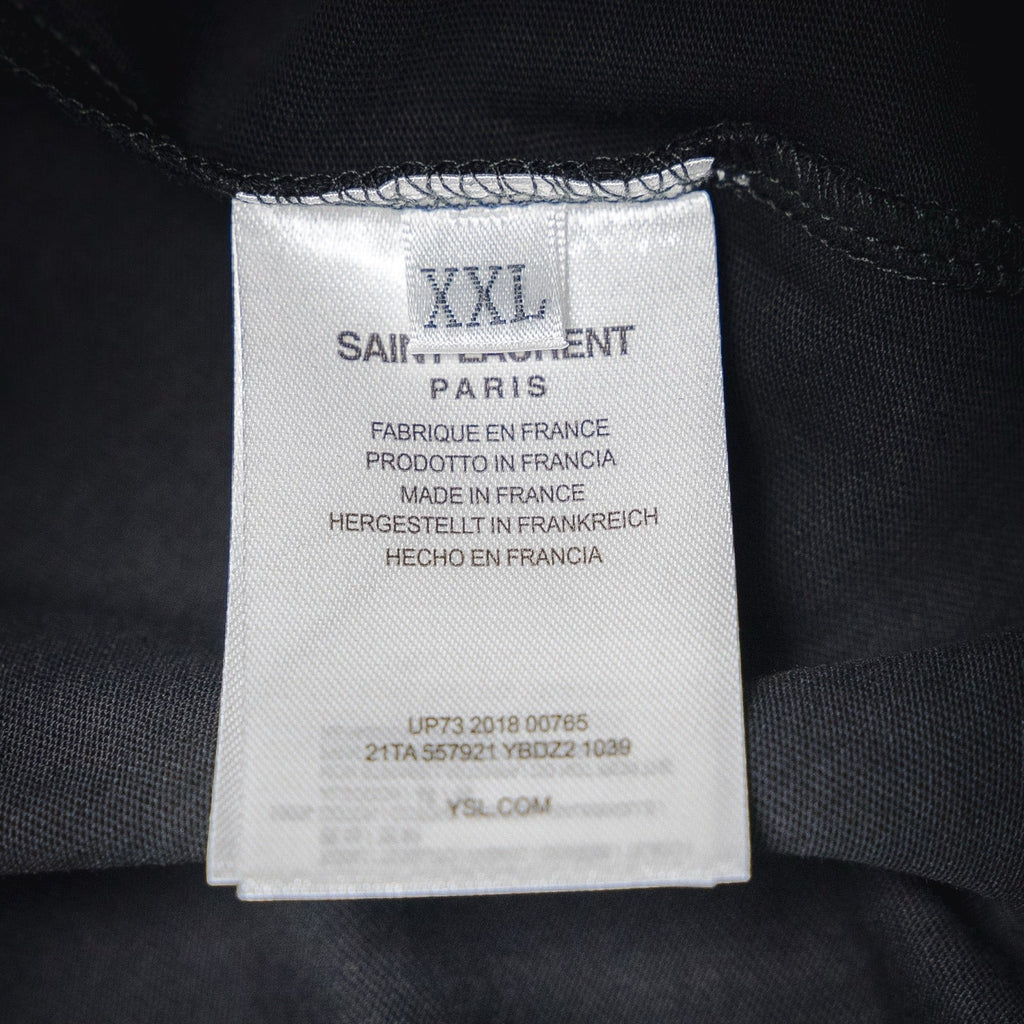 XXL
SAINT LAURENT
PARIS
FABRIQUE EN FRANCE
PRODOTTO IN FRANCIA
MADE IN FRANCE
HERGESTELLT IN FRANKREICH
HECHO EN FRANCIA
UP73 2018 00765
21TA 557921 YBDZ2 1039
YSL.COM